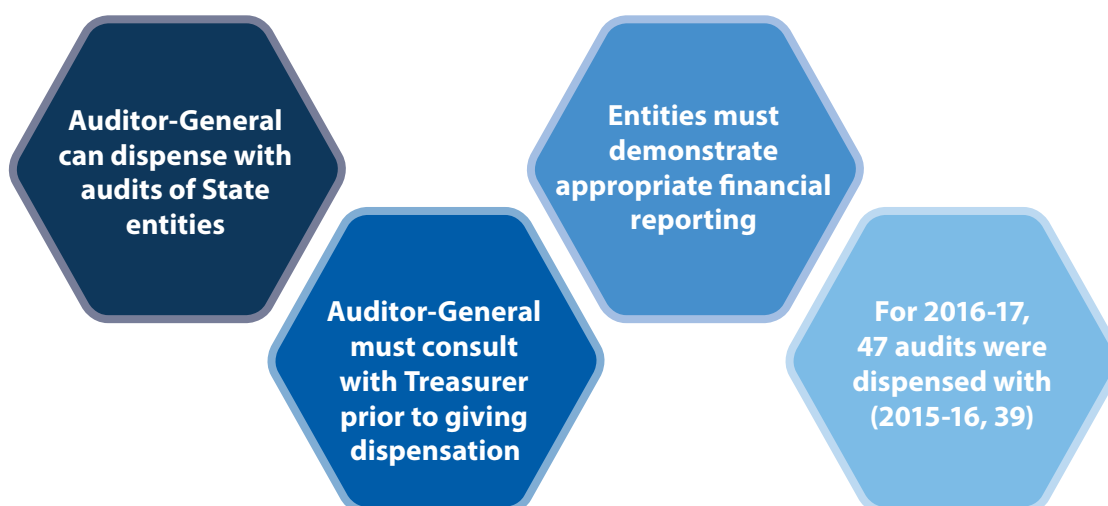 Auditor-General
can dispense with
audits of State
entities
Auditor-General
must consult
with Treasurer
prior to giving
dispensation
Entities must
demonstrate
appropriate financial
reporting
For 2016-17,
47 audits were
dispensed with
(2015-16, 39)